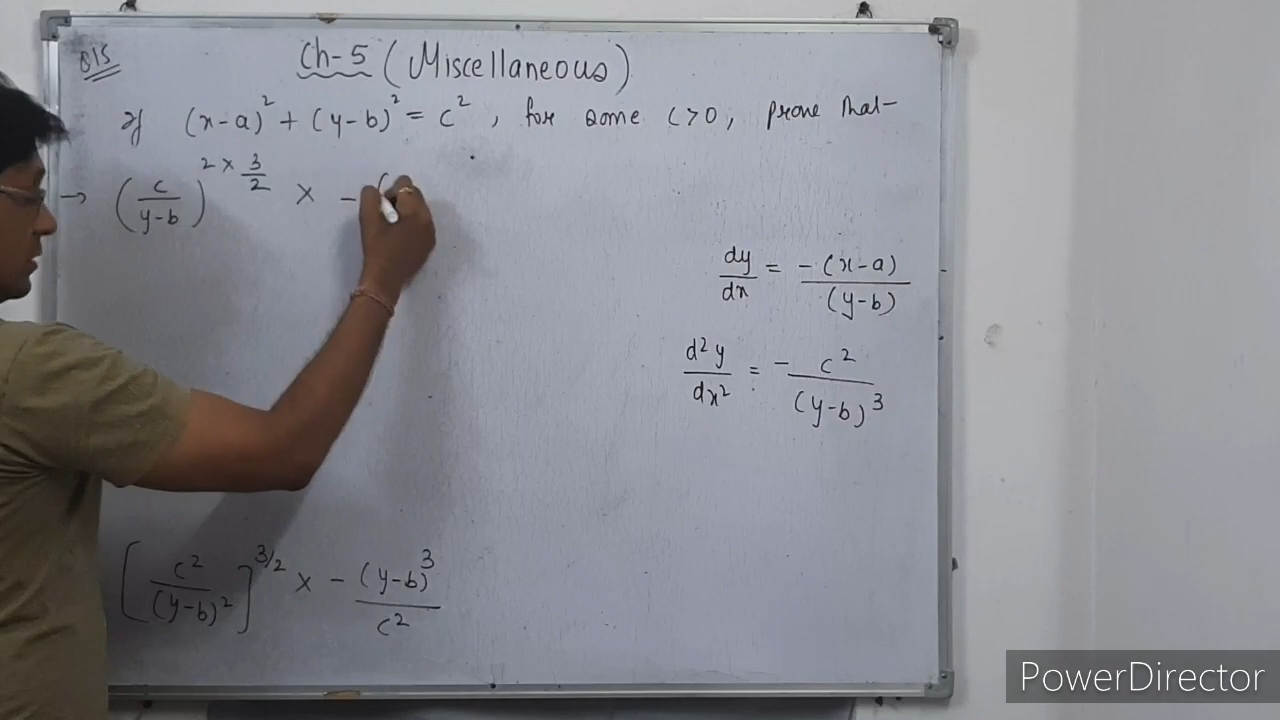 Q15
Ch-5 (Miscellaneous)
If (x-a)² + (y-b)² = c² , for some c>0, prove that-
→ (c/(y-b))^(2 × 3/2) × - (
dy/dx = -(x-a)/(y-b)
d²y/dx² = - c²/(y-b)³
[c²/(y-b)²]^(3/2) × - (y-b)³/c²
PowerDirector